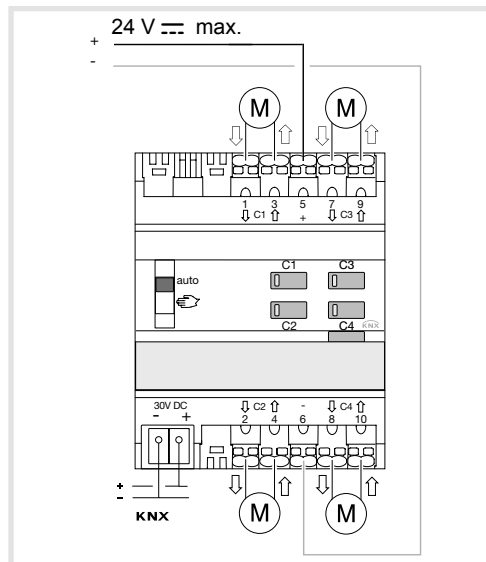 24 V ⎓ max.
+
-
M M
⇩ ⇧ ⇩ ⇧
1 3 5 7 9
⇩ C1 ⇧ + ⇩ C3 ⇧
auto
C1 C3
C2 C4 KNX
30V DC
- +
⇩ C2 ⇧ - ⇩ C4 ⇧
2 4 6 8 10
+
-
⇩ ⇧ ⇩ ⇧
KNX
M M